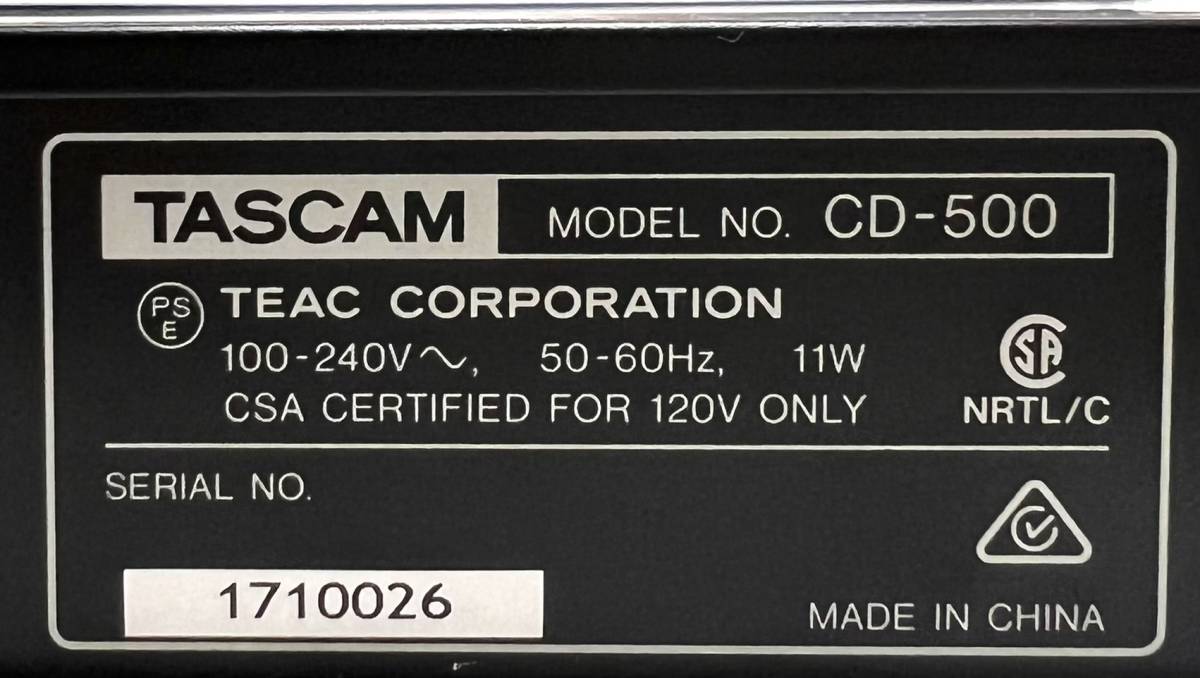 TASCAM MODEL NO. CD-500
PS E TEAC CORPORATION
100-240V~, 50-60Hz, 11W
CSA CERTIFIED FOR 120V ONLY
SA
NRTL/C
SERIAL NO.
1710026
MADE IN CHINA